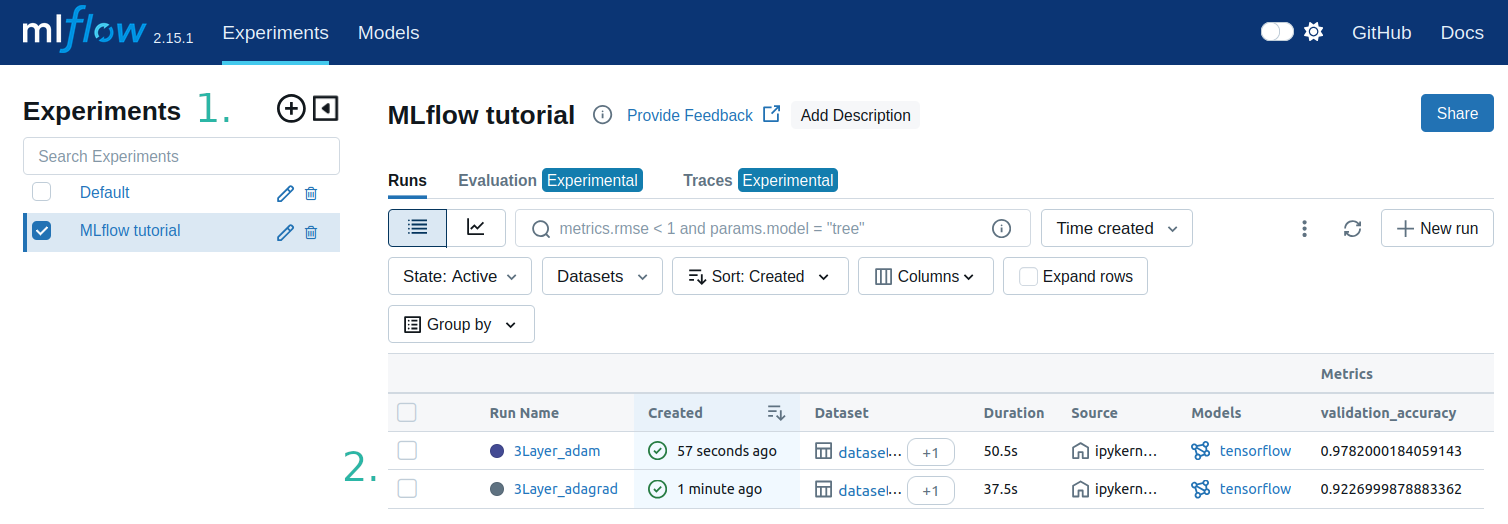 mlflow 2.15.1 Experiments Models GitHub Docs
Experiments 1.
Search Experiments
Default
MLflow tutorial
MLflow tutorial Provide Feedback Add Description Share
Runs Evaluation Experimental Traces Experimental
metrics.rmse < 1 and params.model = "tree" Time created New run
State: Active Datasets Sort: Created Columns Expand rows
Group by
Metrics
Run Name Created Dataset Duration Source Models validation_accuracy
2.
3Layer_adam 57 seconds ago dataset... +1 50.5s ipykern... tensorflow 0.9782000184059143
3Layer_adagrad 1 minute ago dataset... +1 37.5s ipykern... tensorflow 0.9226999878883362